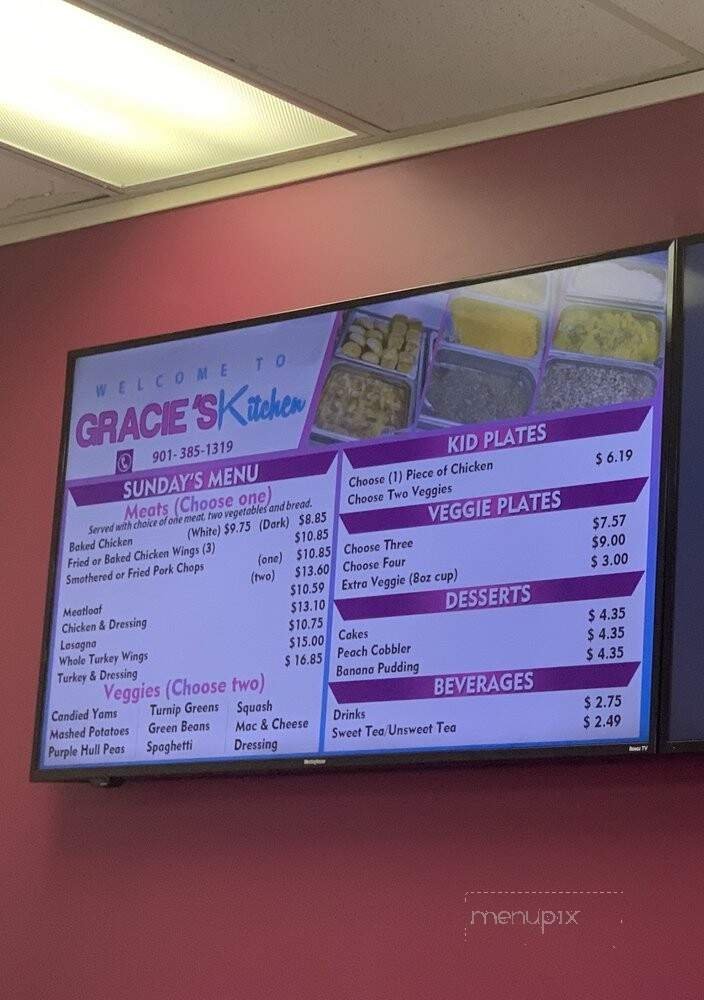 WELCOME TO
GRACIE'S Kitchen
901-385-1319
SUNDAY'S MENU
Meats (Choose one)
Served with choice of one meat, two vegetables and bread.
Baked Chicken (White) $9.75 (Dark) $8.85
Fried or Baked Chicken Wings (3) $10.85
Smothered or Fried Pork Chops (one) $10.85
(two) $13.60
Meatloaf $10.59
Chicken & Dressing $13.10
Lasagna $10.75
Whole Turkey Wings $15.00
Turkey & Dressing $16.85
Veggies (Choose two)
Candied Yams Turnip Greens Squash
Mashed Potatoes Green Beans Mac & Cheese
Purple Hull Peas Spaghetti Dressing
KID PLATES
Choose (1) Piece of Chicken $ 6.19
Choose Two Veggies
VEGGIE PLATES
Choose Three $7.57
Choose Four $9.00
Extra Veggie (8oz cup) $ 3.00
DESSERTS
Cakes $ 4.35
Peach Cobbler $ 4.35
Banana Pudding $ 4.35
BEVERAGES
Drinks $ 2.75
Sweet Tea/Unsweet Tea $ 2.49
Westinghouse
Roku TV
menupix